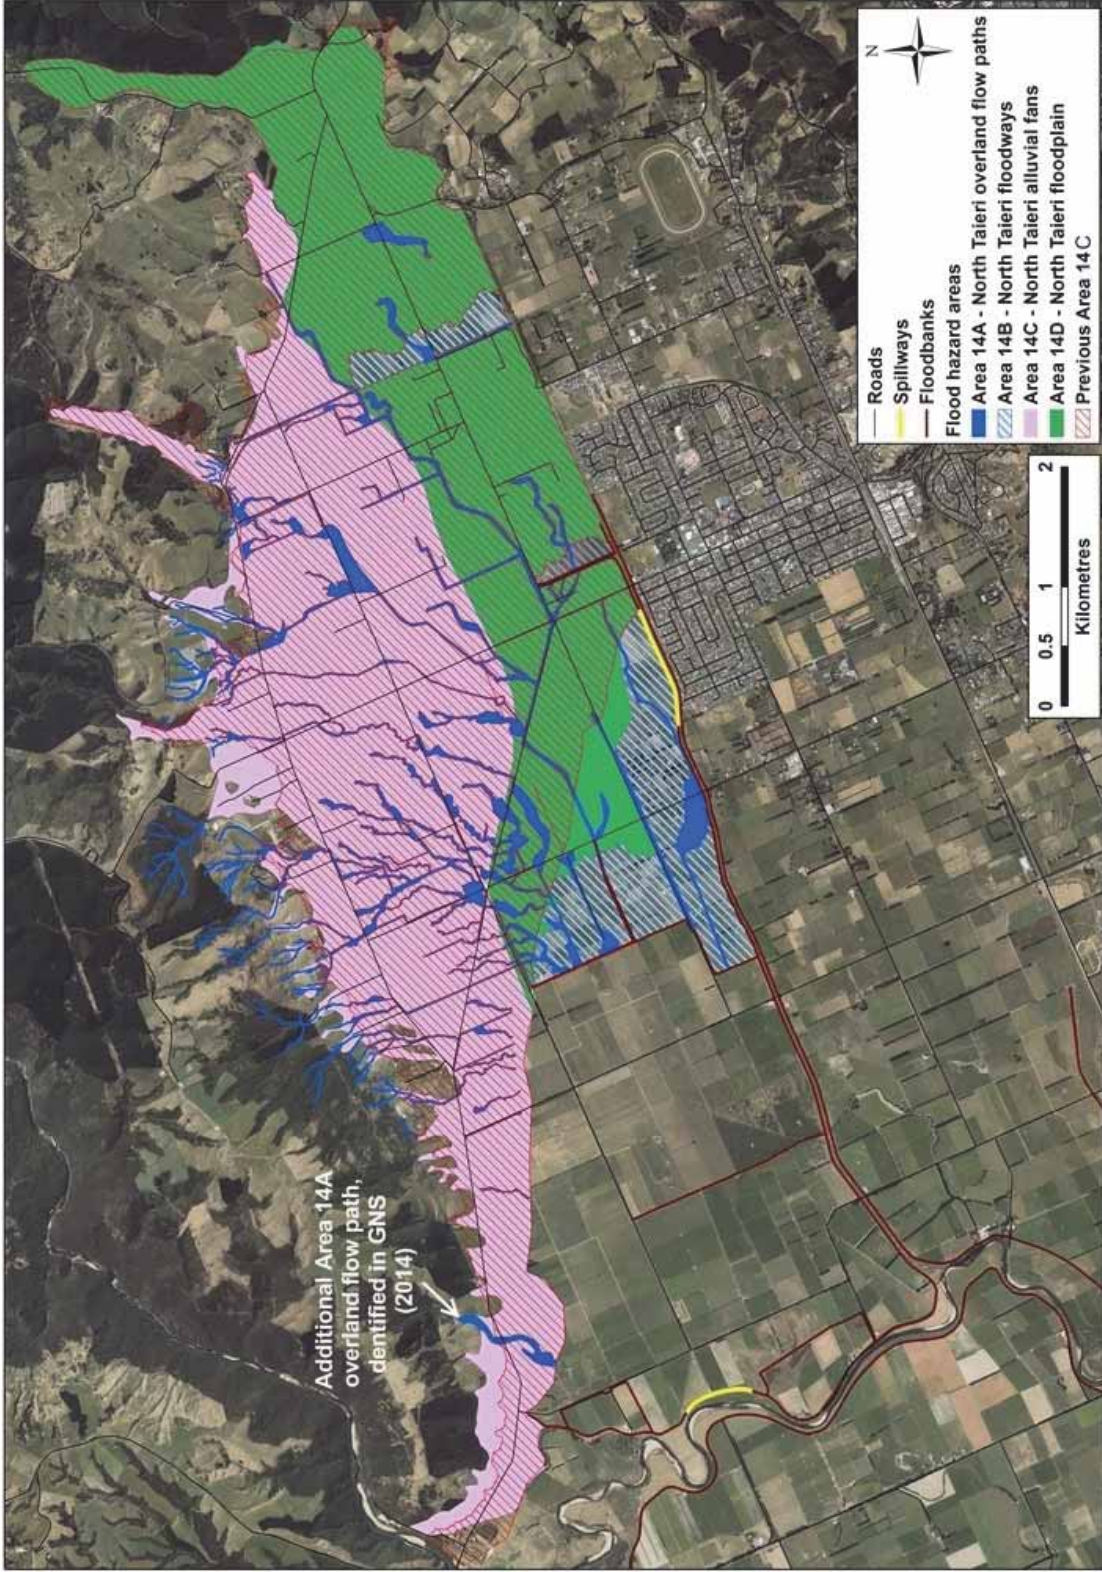 Additional Area 14A
overland flow path,
dentified in GNS
(2014)
N
Roads
Spillways
Floodbanks
Flood hazard areas
Area 14A - North Taieri overland flow paths
Area 14B - North Taieri floodways
Area 14C - North Taieri alluvial fans
Area 14D - North Taieri floodplain
Previious Area 14C
0 0.5 1 2
Kilometres